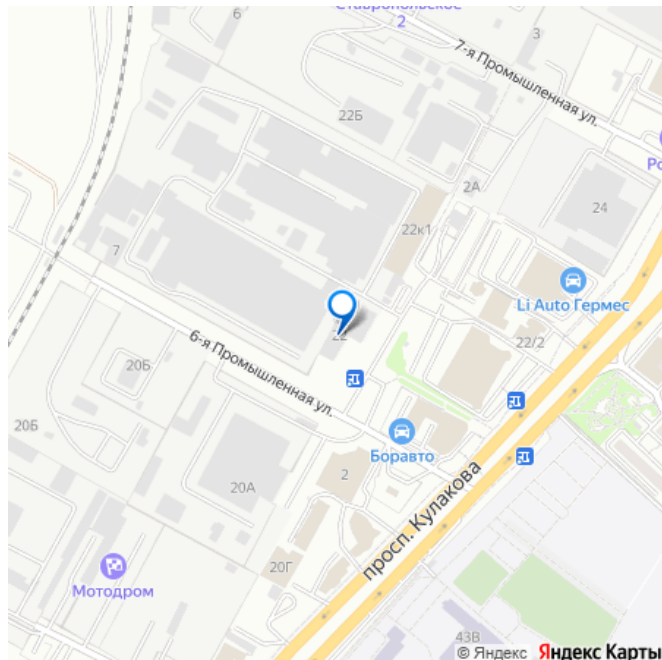 Ставропольское
2
6
3
7-я Промышленная ул.
22Б
2А
24
22к1
7
Li Auto Гермес
22
22/2
6-я Промышленная ул.
20Б
20Б
Боравто
20А
2
просп. Кулакова
20Г
Мотодром
43В
© Яндекс Яндекс Карты